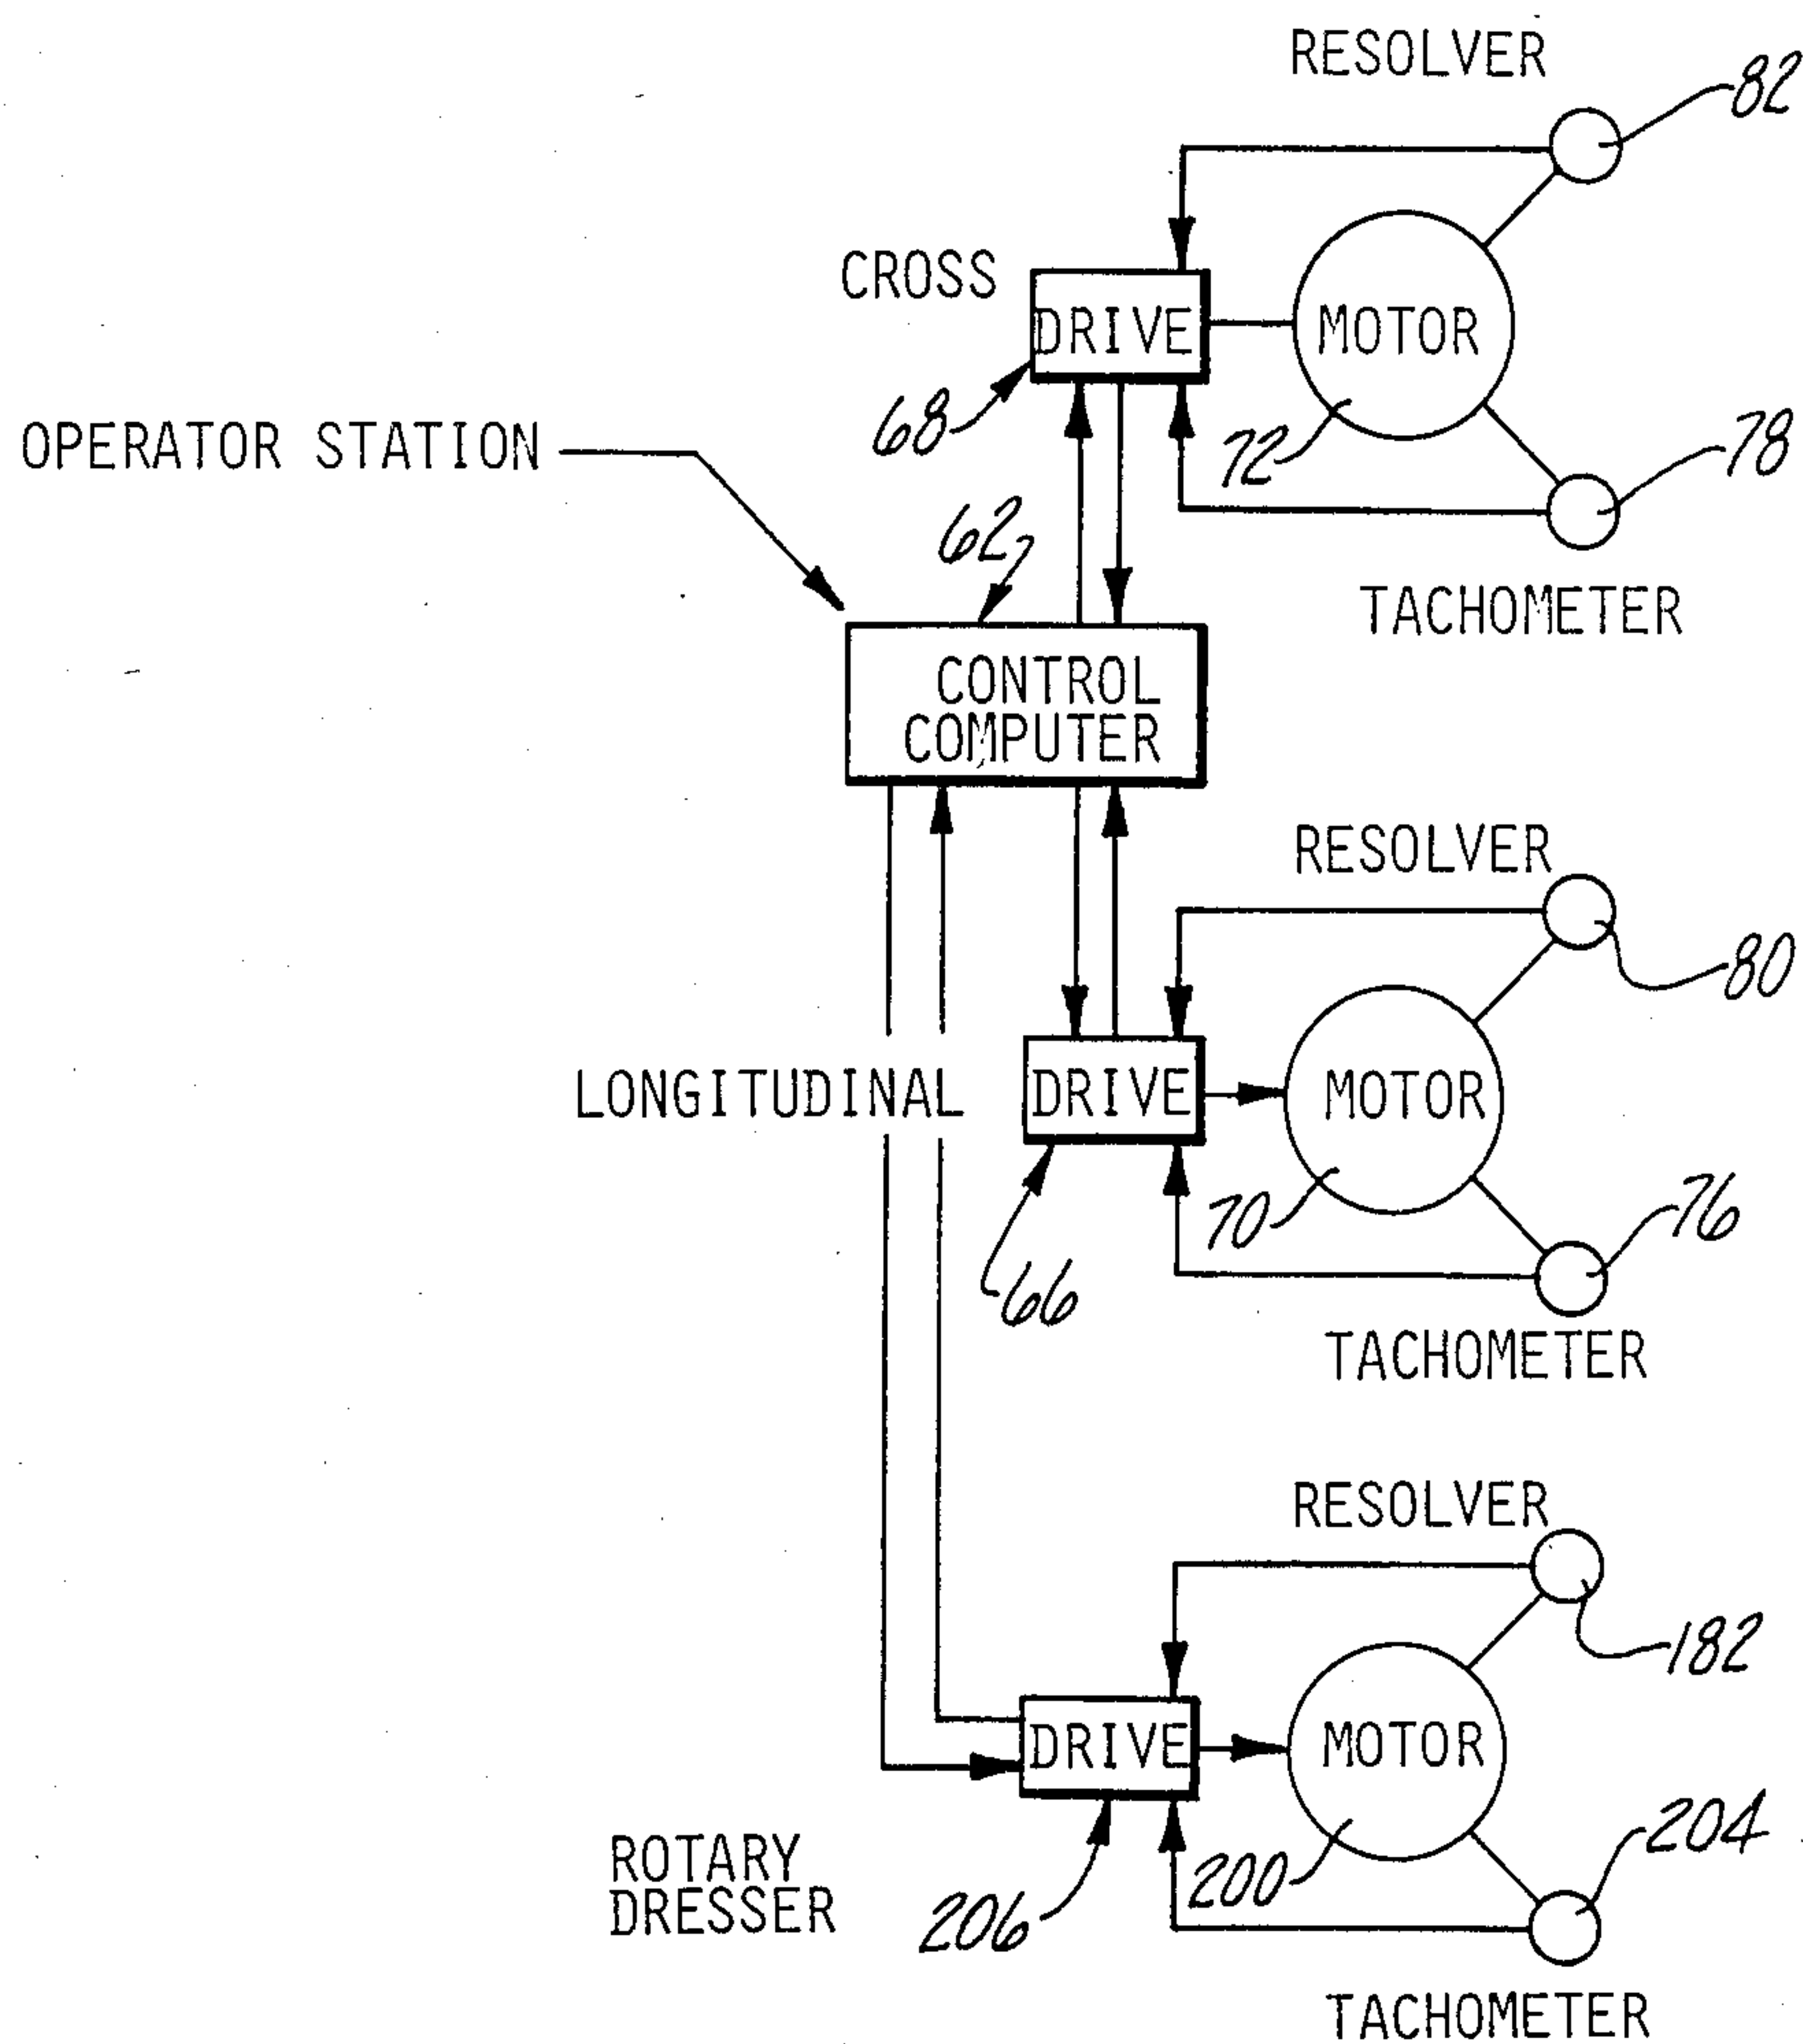 RESOLVER
82
CROSS
DRIVE
MOTOR
68
72
78
OPERATOR STATION
62
TACHOMETER
CONTROL
COMPUTER
RESOLVER
80
LONGITUDINAL
DRIVE
MOTOR
70
76
66
TACHOMETER
RESOLVER
182
DRIVE
MOTOR
ROTARY
DRESSER
206
200
204
TACHOMETER